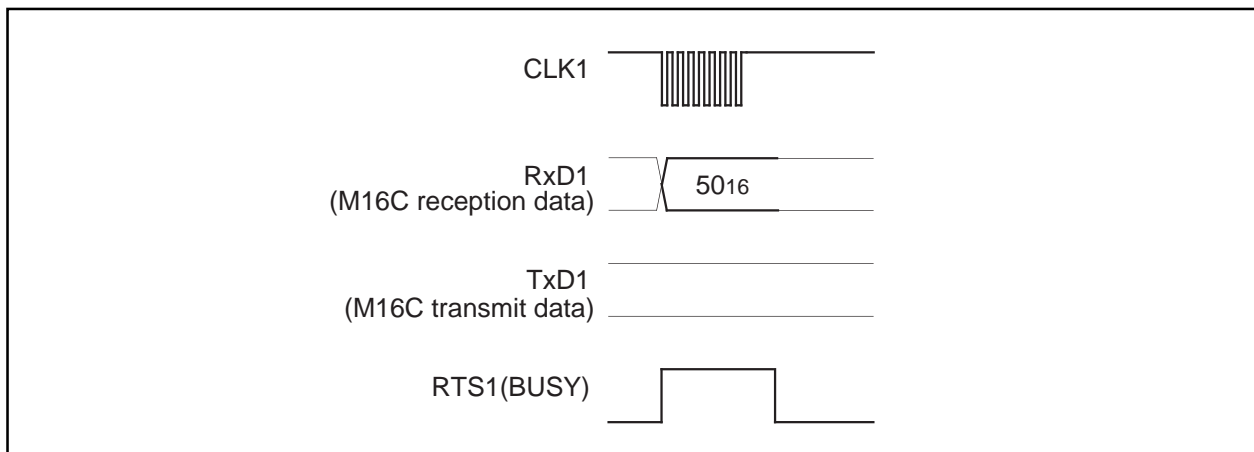 CLK1
RxD1
(M16C reception data)
5016
TxD1
(M16C transmit data)
RTS1(BUSY)